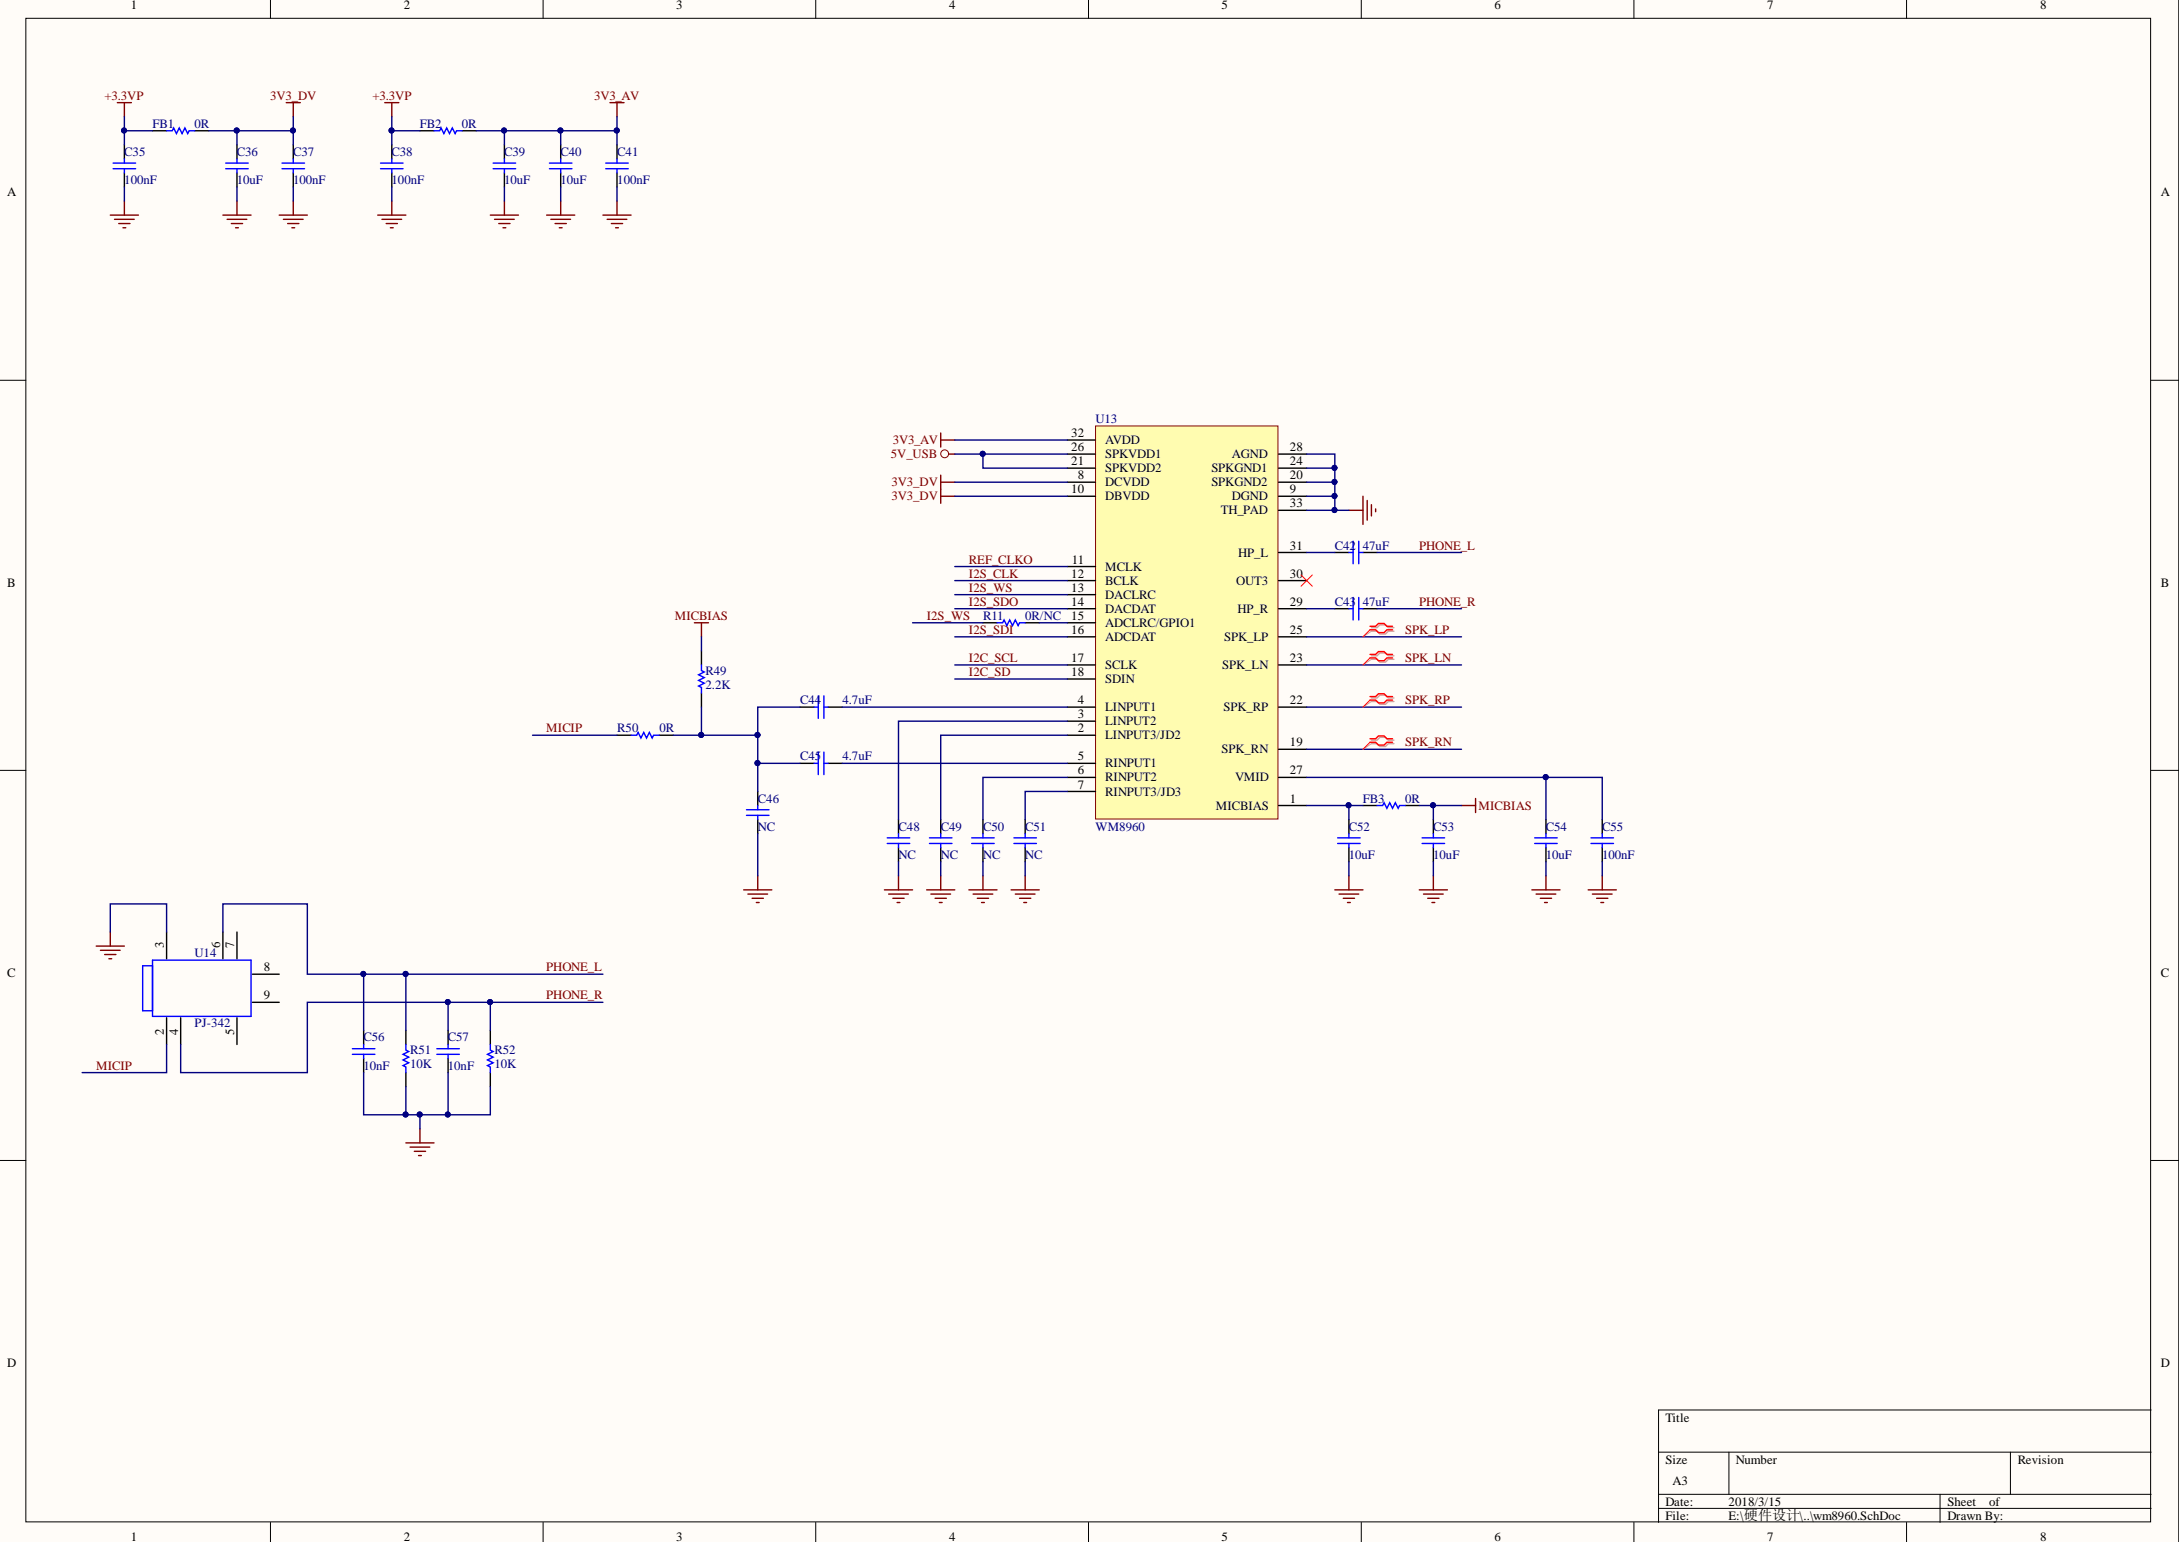 1 2 3 4 5 6 7 8
+3.3VP 3V3_DV +3.3VP 3V3_AV
FB1 0R FB2 0R
C35 C36 C37 C38 C39 C40 C41
100nF 10uF 100nF 100nF 10uF 10uF 100nF
A A
U13
3V3_AV 32 AVDD
5V_USB 26 SPKVDD1 AGND 28
21 SPKVDD2 SPKGND1 24
3V3_DV 8 DCVDD SPKGND2 20
3V3_DV 10 DBVDD DGND 9
TH_PAD 33
HP_L 31 C42 47uF PHONE_L
REF_CLKO 11 MCLK
I2S_CLK 12 BCLK OUT3 30
B B
I2S_WS 13 DACLRC
I2S_SDO 14 DACDAT HP_R 29 C43 47uF PHONE_R
I2S_WS R11 0R/NC 15 ADCLRC/GPIO1
I2S_SDI 16 ADCDAT SPK_LP 25 SPK_LP
I2C_SCL 17 SCLK SPK_LN 23 SPK_LN
I2C_SD 18 SDIN
MICBIAS
R49
2.2K
C44 4.7uF 4 LINPUT1 SPK_RP 22 SPK_RP
3 LINPUT2
MICIP R50 0R 2 LINPUT3/JD2
SPK_RN 19 SPK_RN
C45 4.7uF 5 RINPUT1
6 RINPUT2 VMID 27
7 RINPUT3/JD3
MICBIAS 1 FB3 0R MICBIAS
C46
NC
WM8960
C48 C49 C50 C51 C52 C53 C54 C55
NC NC NC NC 10uF 10uF 10uF 100nF
3 6 7
U14
8 PHONE_L
C C
9 PHONE_R
PJ-342
2 4 5
C56 R51 C57 R52
10nF 10K 10nF 10K
MICIP
D D
Title
Size Number Revision
A3
Date: 2018/3/15 Sheet of
File: E:\硬件设计\..\wm8960.SchDoc Drawn By:
1 2 3 4 5 6 7 8